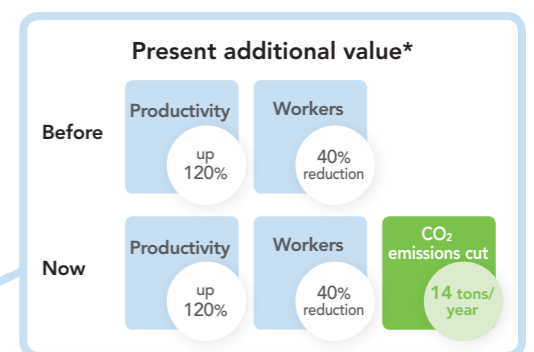 Present additional value*
Before
Productivity
up
120%
Workers
40%
reduction
Now
Productivity
up
120%
Workers
40%
reduction
CO₂
emissions cut
14 tons/
year